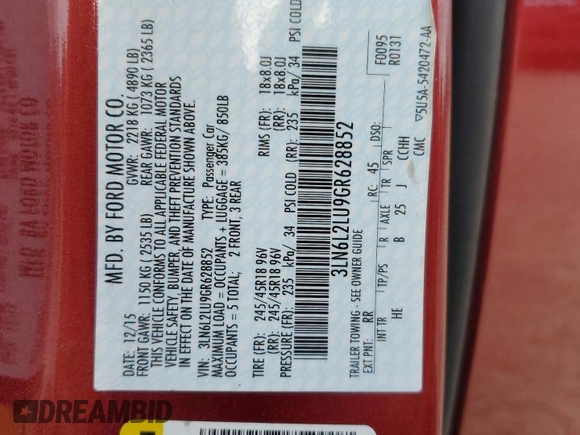 MFD. BY FORD MOTOR CO.
DATE: 12/15 GVWR: 2218 KG ( 4890 LB)
FRONT GAWR: 1150 KG ( 2535 LB) REAR GAWR: 1073 KG ( 2365 LB)
THIS VEHICLE CONFORMS TO ALL APPLICABLE FEDERAL MOTOR
VEHICLE SAFETY, BUMPER, AND THEFT PREVENTION STANDARDS
IN EFFECT ON THE DATE OF MANUFACTURE SHOWN ABOVE.
VIN: 3LN6L2LU9GR628852 TYPE: Passenger Car
MAXIMUM LOAD = OCCUPANTS + LUGGAGE = 385KG/ 850LB
OCCUPANTS = 5 TOTAL: 2 FRONT, 3 REAR
TIRE (FR): 245/45R18 96V RIMS (FR): 18x8.0J
(RR): 245/45R18 96V (RR): 18x8.0J
PRESSURE (FR): 235 kPa/ 34 PSI COLD (RR): 235 kPa/ 34 PSI COLD
3LN6L2LU9GR628852
F0095
R0131
TRAILER TOWING - SEE OWNER GUIDE
EXT PNT: RR RC: 45 DSO:
INT TR TP/PS R AXLE TR SPR
HE B 25 J CCHH
CMC ▽5U5A-5420472-AA
DREAMBID